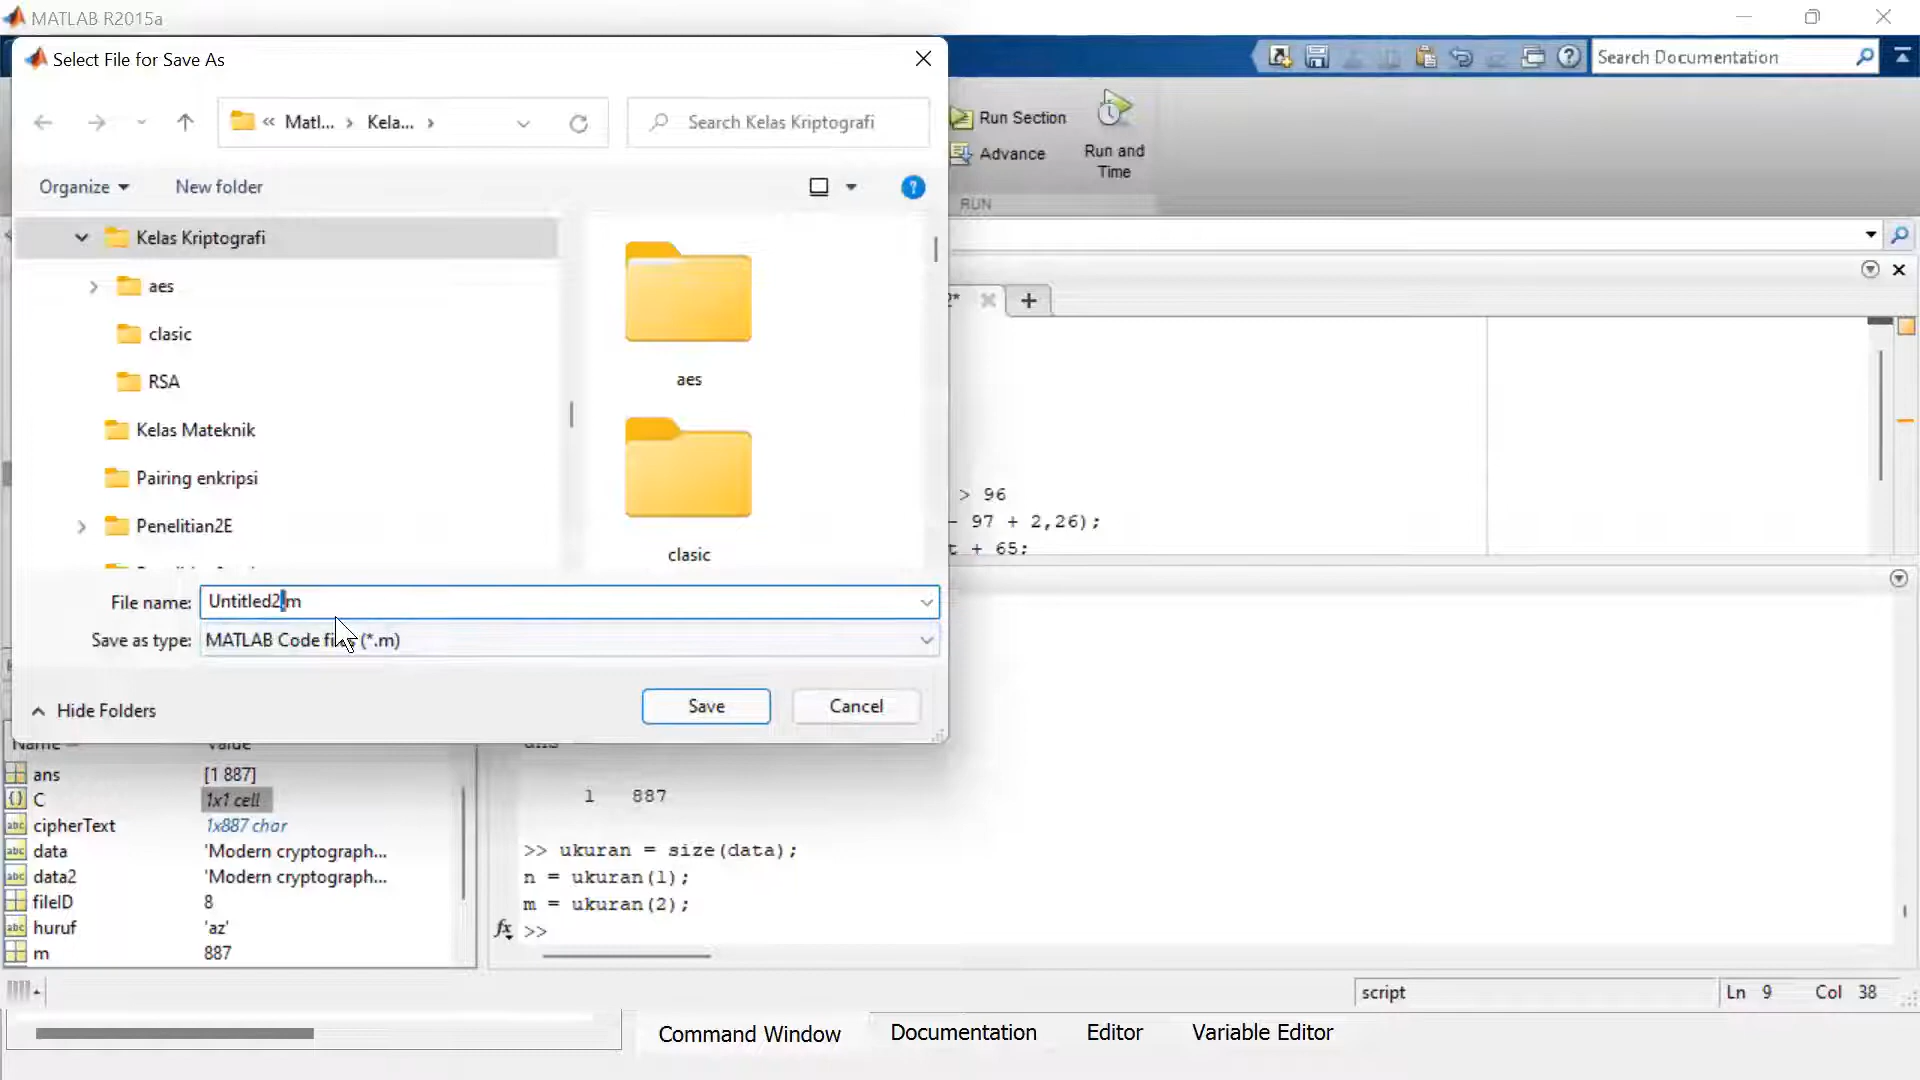 MATLAB R2015a
Select File for Save As
« Matl... › Kela... ›
Search Kelas Kriptografi
Organize
New folder
Kelas Kriptografi
aes
clasic
RSA
Kelas Mateknik
Pairing enkripsi
Penelitian2E
aes
clasic
File name: Untitled2.m
Save as type: MATLAB Code files (*.m)
Hide Folders
Save
Cancel
Search Documentation
Run Section
Advance
Run and
Time
RUN
> 96
- 97 + 2,26);
t + 65;
Name
Value
ans [1 887]
C 1x1 cell
cipherText 1x887 char
data 'Modern cryptograph...
data2 'Modern cryptograph...
fileID 8
huruf 'az'
m 887
1 887
>> ukuran = size(data);
n = ukuran(1);
m = ukuran(2);
fx >>
script
Ln 9 Col 38
Command Window
Documentation
Editor
Variable Editor